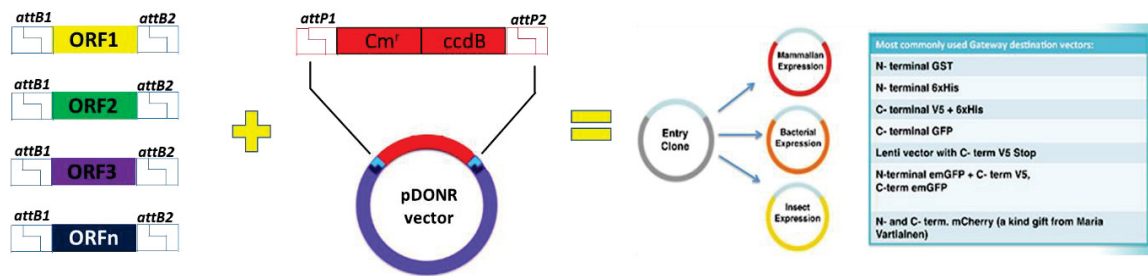 attB1
attB2
ORF1
attB1
attB2
ORF2
attB1
attB2
ORF3
attB1
attB2
ORFn
attP1
attP2
Cmʳ
ccdB
pDONR
vector
Entry
Clone
Mammalian
Expression
Bacterial
Expression
Insect
Expression
Most commonly used Gateway destination vectors:
N- terminal GST
N- terminal 6xHis
C- terminal V5 + 6xHis
C- terminal GFP
Lenti vector with C- term V5 Stop
N-terminal emGFP + C- term V5,
C-term emGFP
N- and C- term. mCherry (a kind gift from Maria
Vartiainen)